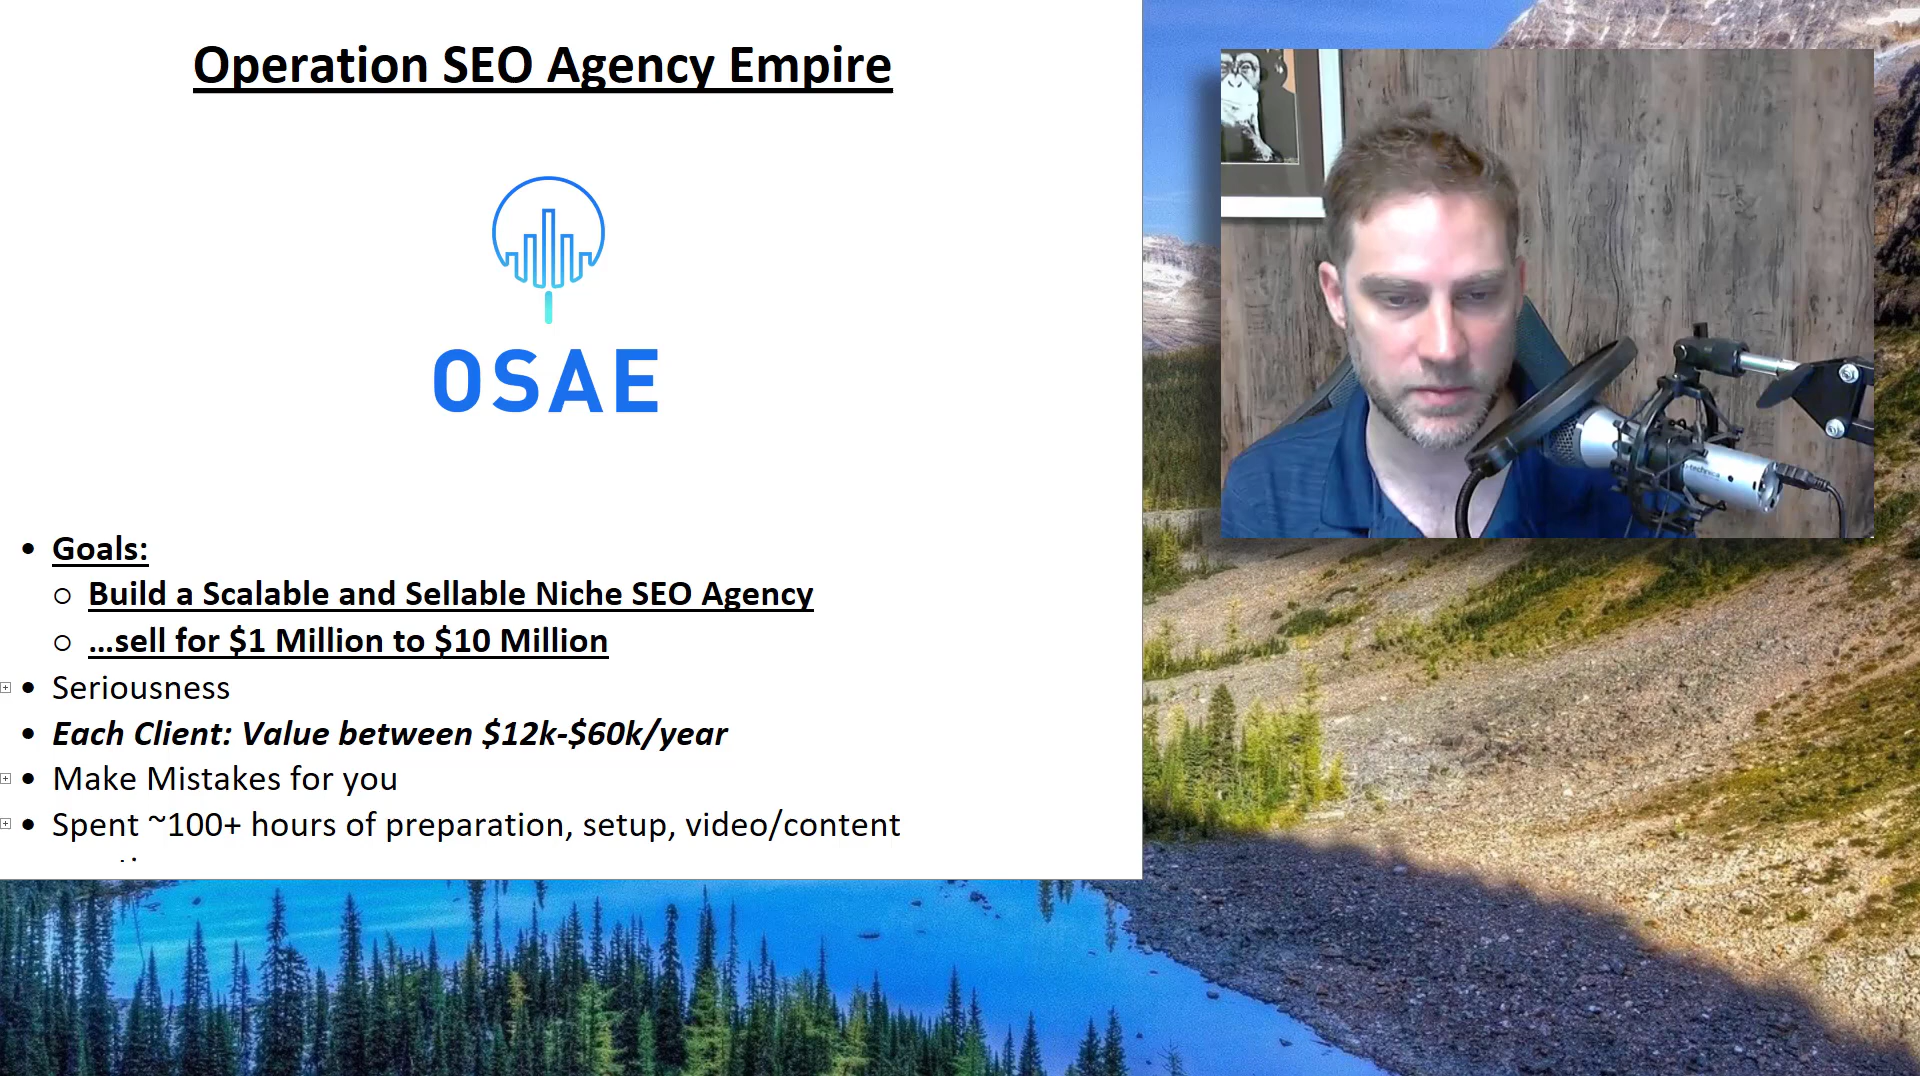 Operation SEO Agency Empire
OSAE
• Goals:
○ Build a Scalable and Sellable Niche SEO Agency
○ ...sell for $1 Million to $10 Million
• Seriousness
• Each Client: Value between $12k-$60k/year
• Make Mistakes for you
• Spent ~100+ hours of preparation, setup, video/content